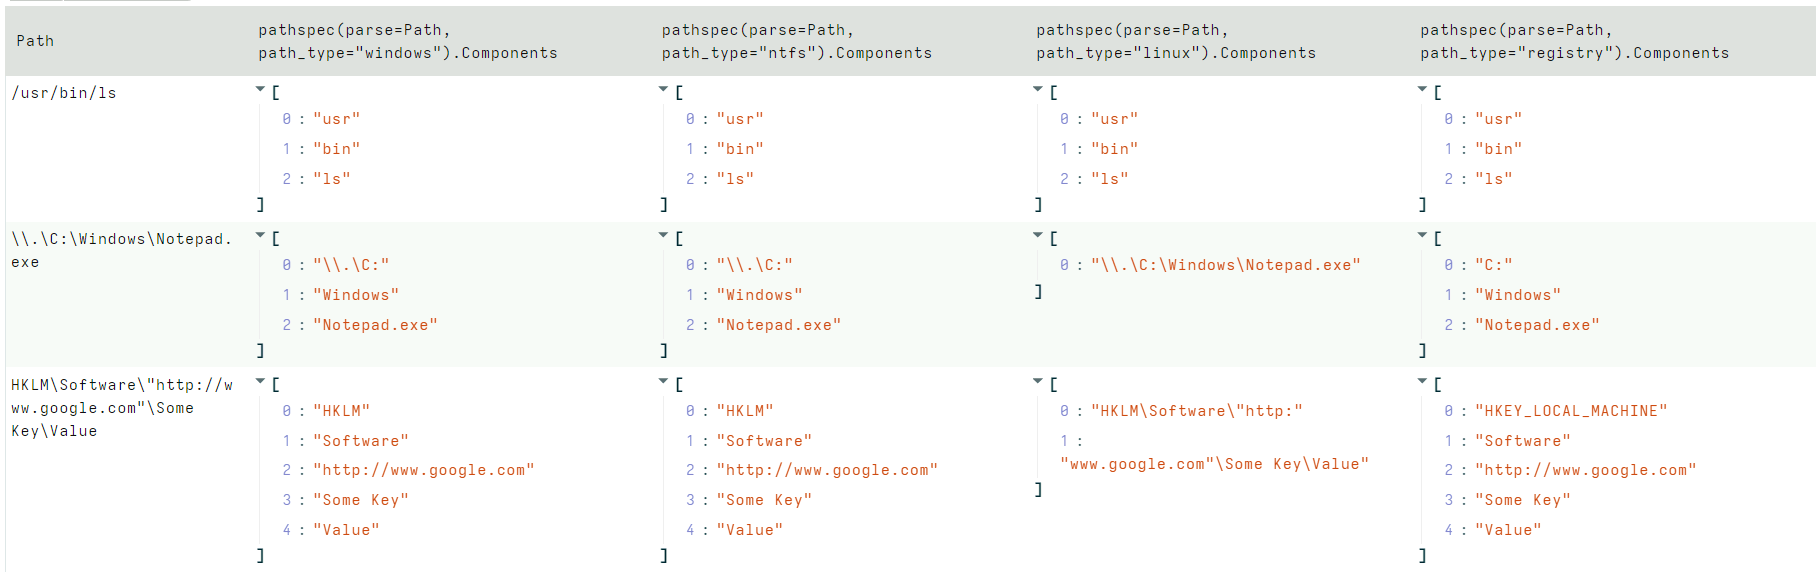 Path
pathspec(parse=Path,
path_type="windows").Components
pathspec(parse=Path,
path_type="ntfs").Components
pathspec(parse=Path,
path_type="linux").Components
pathspec(parse=Path,
path_type="registry").Components
/usr/bin/ls
[
0 : "usr"
1 : "bin"
2 : "ls"
]
[
0 : "usr"
1 : "bin"
2 : "ls"
]
[
0 : "usr"
1 : "bin"
2 : "ls"
]
[
0 : "usr"
1 : "bin"
2 : "ls"
]
\\.\C:\Windows\Notepad.
exe
[
0 : "\\.\C:"
1 : "Windows"
2 : "Notepad.exe"
]
[
0 : "\\.\C:"
1 : "Windows"
2 : "Notepad.exe"
]
[
0 : "\\.\C:\Windows\Notepad.exe"
]
[
0 : "C:"
1 : "Windows"
2 : "Notepad.exe"
]
HKLM\Software\"http://w
ww.google.com"\Some
Key\Value
[
0 : "HKLM"
1 : "Software"
2 : "http://www.google.com"
3 : "Some Key"
4 : "Value"
]
[
0 : "HKLM"
1 : "Software"
2 : "http://www.google.com"
3 : "Some Key"
4 : "Value"
]
[
0 : "HKLM\Software\"http:"
1 :
"www.google.com"\Some Key\Value"
]
[
0 : "HKEY_LOCAL_MACHINE"
1 : "Software"
2 : "http://www.google.com"
3 : "Some Key"
4 : "Value"
]